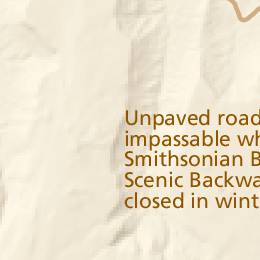 Unpaved road
impassable wh
Smithsonian B
Scenic Backwa
closed in wint